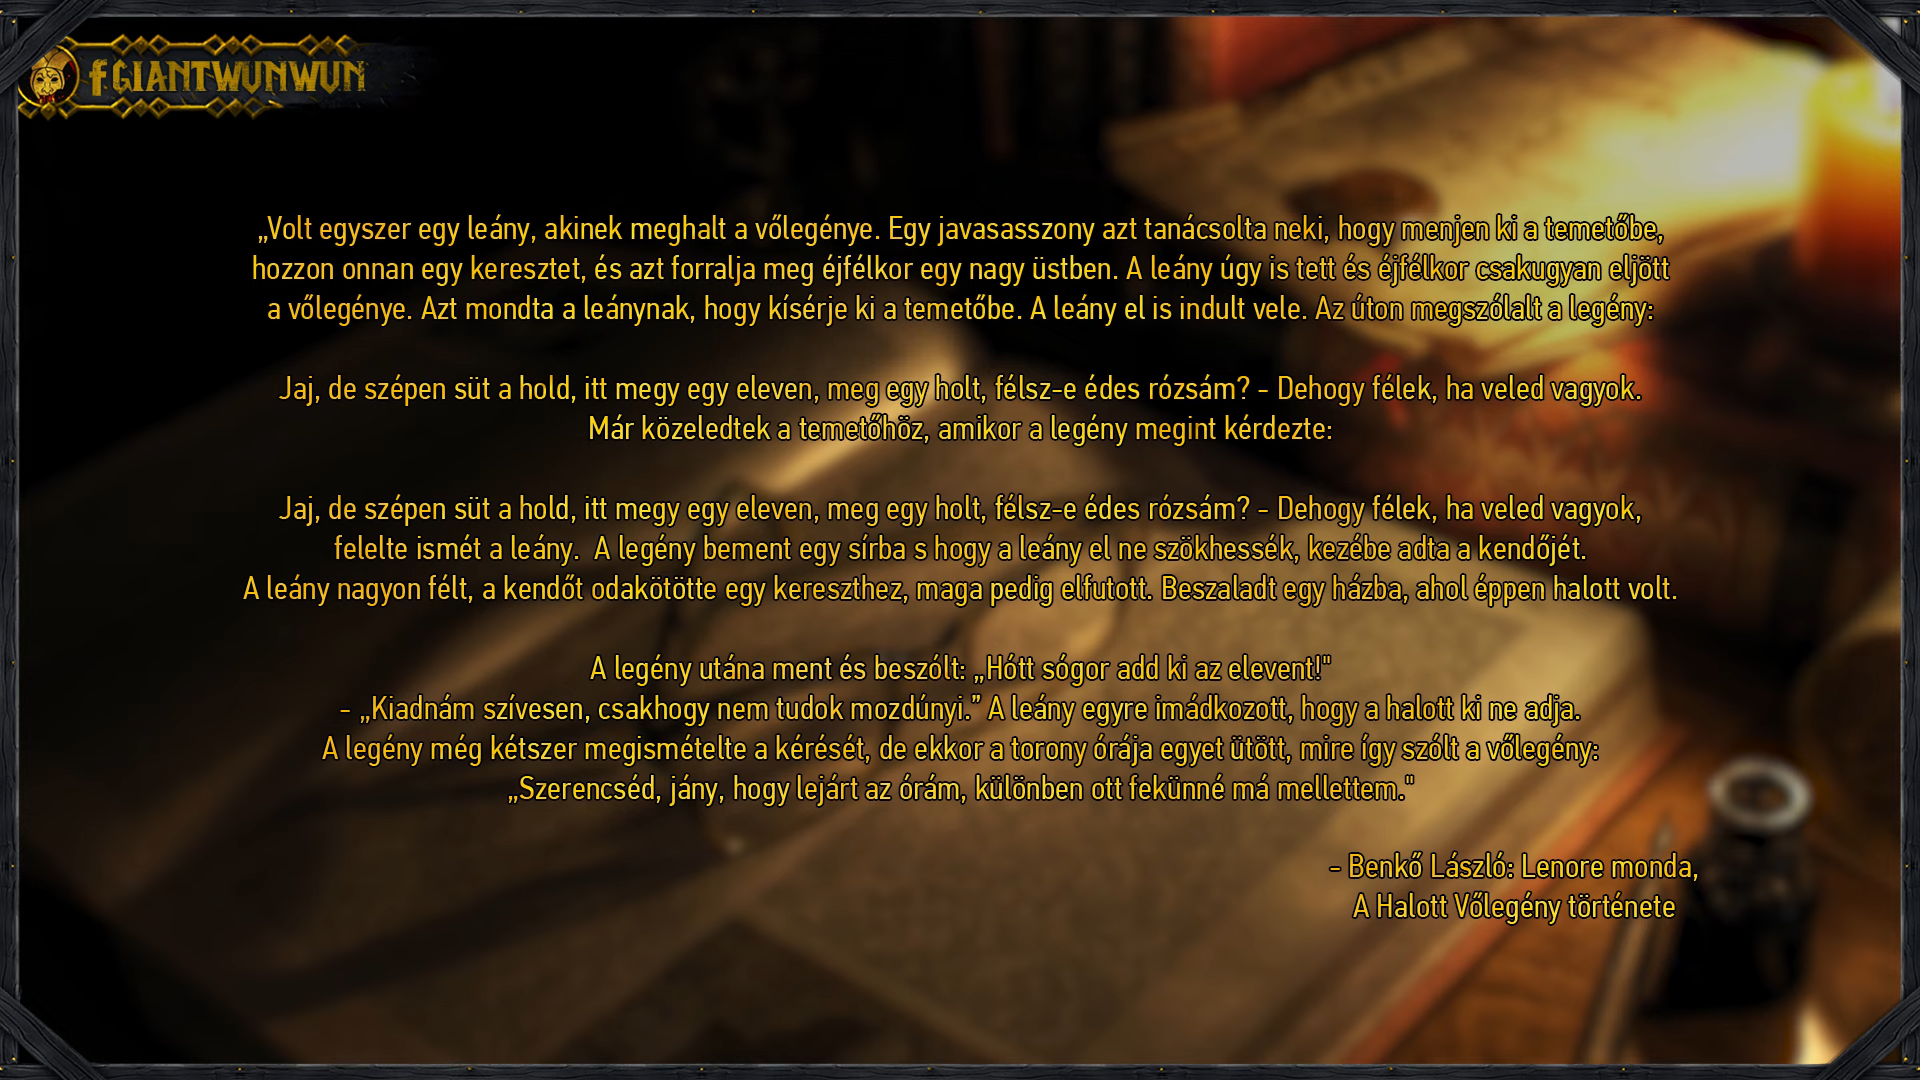 FGIANTWUNWUN
„Volt egyszer egy leány, akinek meghalt a vőlegénye. Egy javasasszony azt tanácsolta neki, hogy menjen ki a temetőbe,
hozzon onnan egy keresztet, és azt forralja meg éjfélkor egy nagy üstben. A leány úgy is tett és éjfélkor csakugyan eljött
a vőlegénye. Azt mondta a leánynak, hogy kísérje ki a temetőbe. A leány el is indult vele. Az úton megszólalt a legény:
Jaj, de szépen süt a hold, itt megy egy eleven, meg egy holt, félsz-e édes rózsám? - Dehogy félek, ha veled vagyok.
Már közeledtek a temetőhöz, amikor a legény megint kérdezte:
Jaj, de szépen süt a hold, itt megy egy eleven, meg egy holt, félsz-e édes rózsám? - Dehogy félek, ha veled vagyok,
felelte ismét a leány.  A legény bement egy sírba s hogy a leány el ne szökhessék, kezébe adta a kendőjét.
A leány nagyon félt, a kendőt odakötötte egy kereszthez, maga pedig elfutott. Beszaladt egy házba, ahol éppen halott volt.
A legény utána ment és beszólt: „Hótt sógor add ki az elevent!"
- „Kiadnám szívesen, csakhogy nem tudok mozdúnyi.” A leány egyre imádkozott, hogy a halott ki ne adja.
A legény még kétszer megismételte a kérését, de ekkor a torony órája egyet ütött, mire így szólt a vőlegény:
„Szerencséd, jány, hogy lejárt az órám, különben ott fekünné má mellettem."
- Benkő László: Lenore monda,
A Halott Vőlegény története